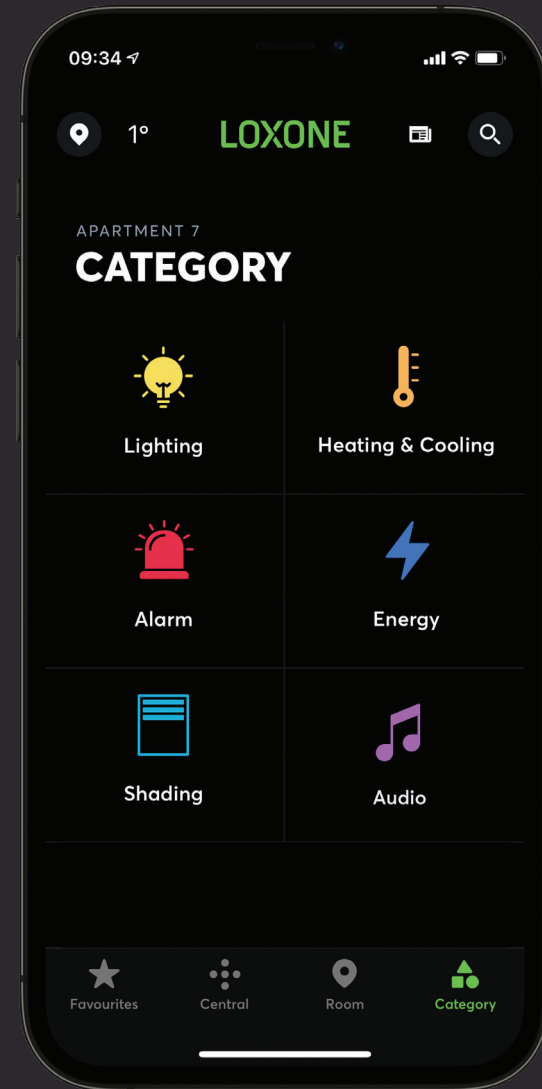 09:34
1°
LOXONE
APARTMENT 7
CATEGORY
Lighting
Heating & Cooling
Alarm
Energy
Shading
Audio
Favourites
Central
Room
Category